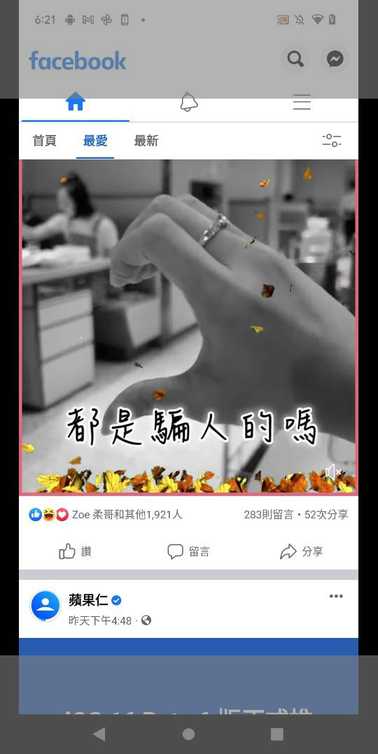 6:21
facebook
首頁
最愛
最新
都是騙人的嗎
Zoe 柔哥和其他1,921人
283則留言・52次分享
讚
留言
分享
蘋果仁
昨天下午4:48